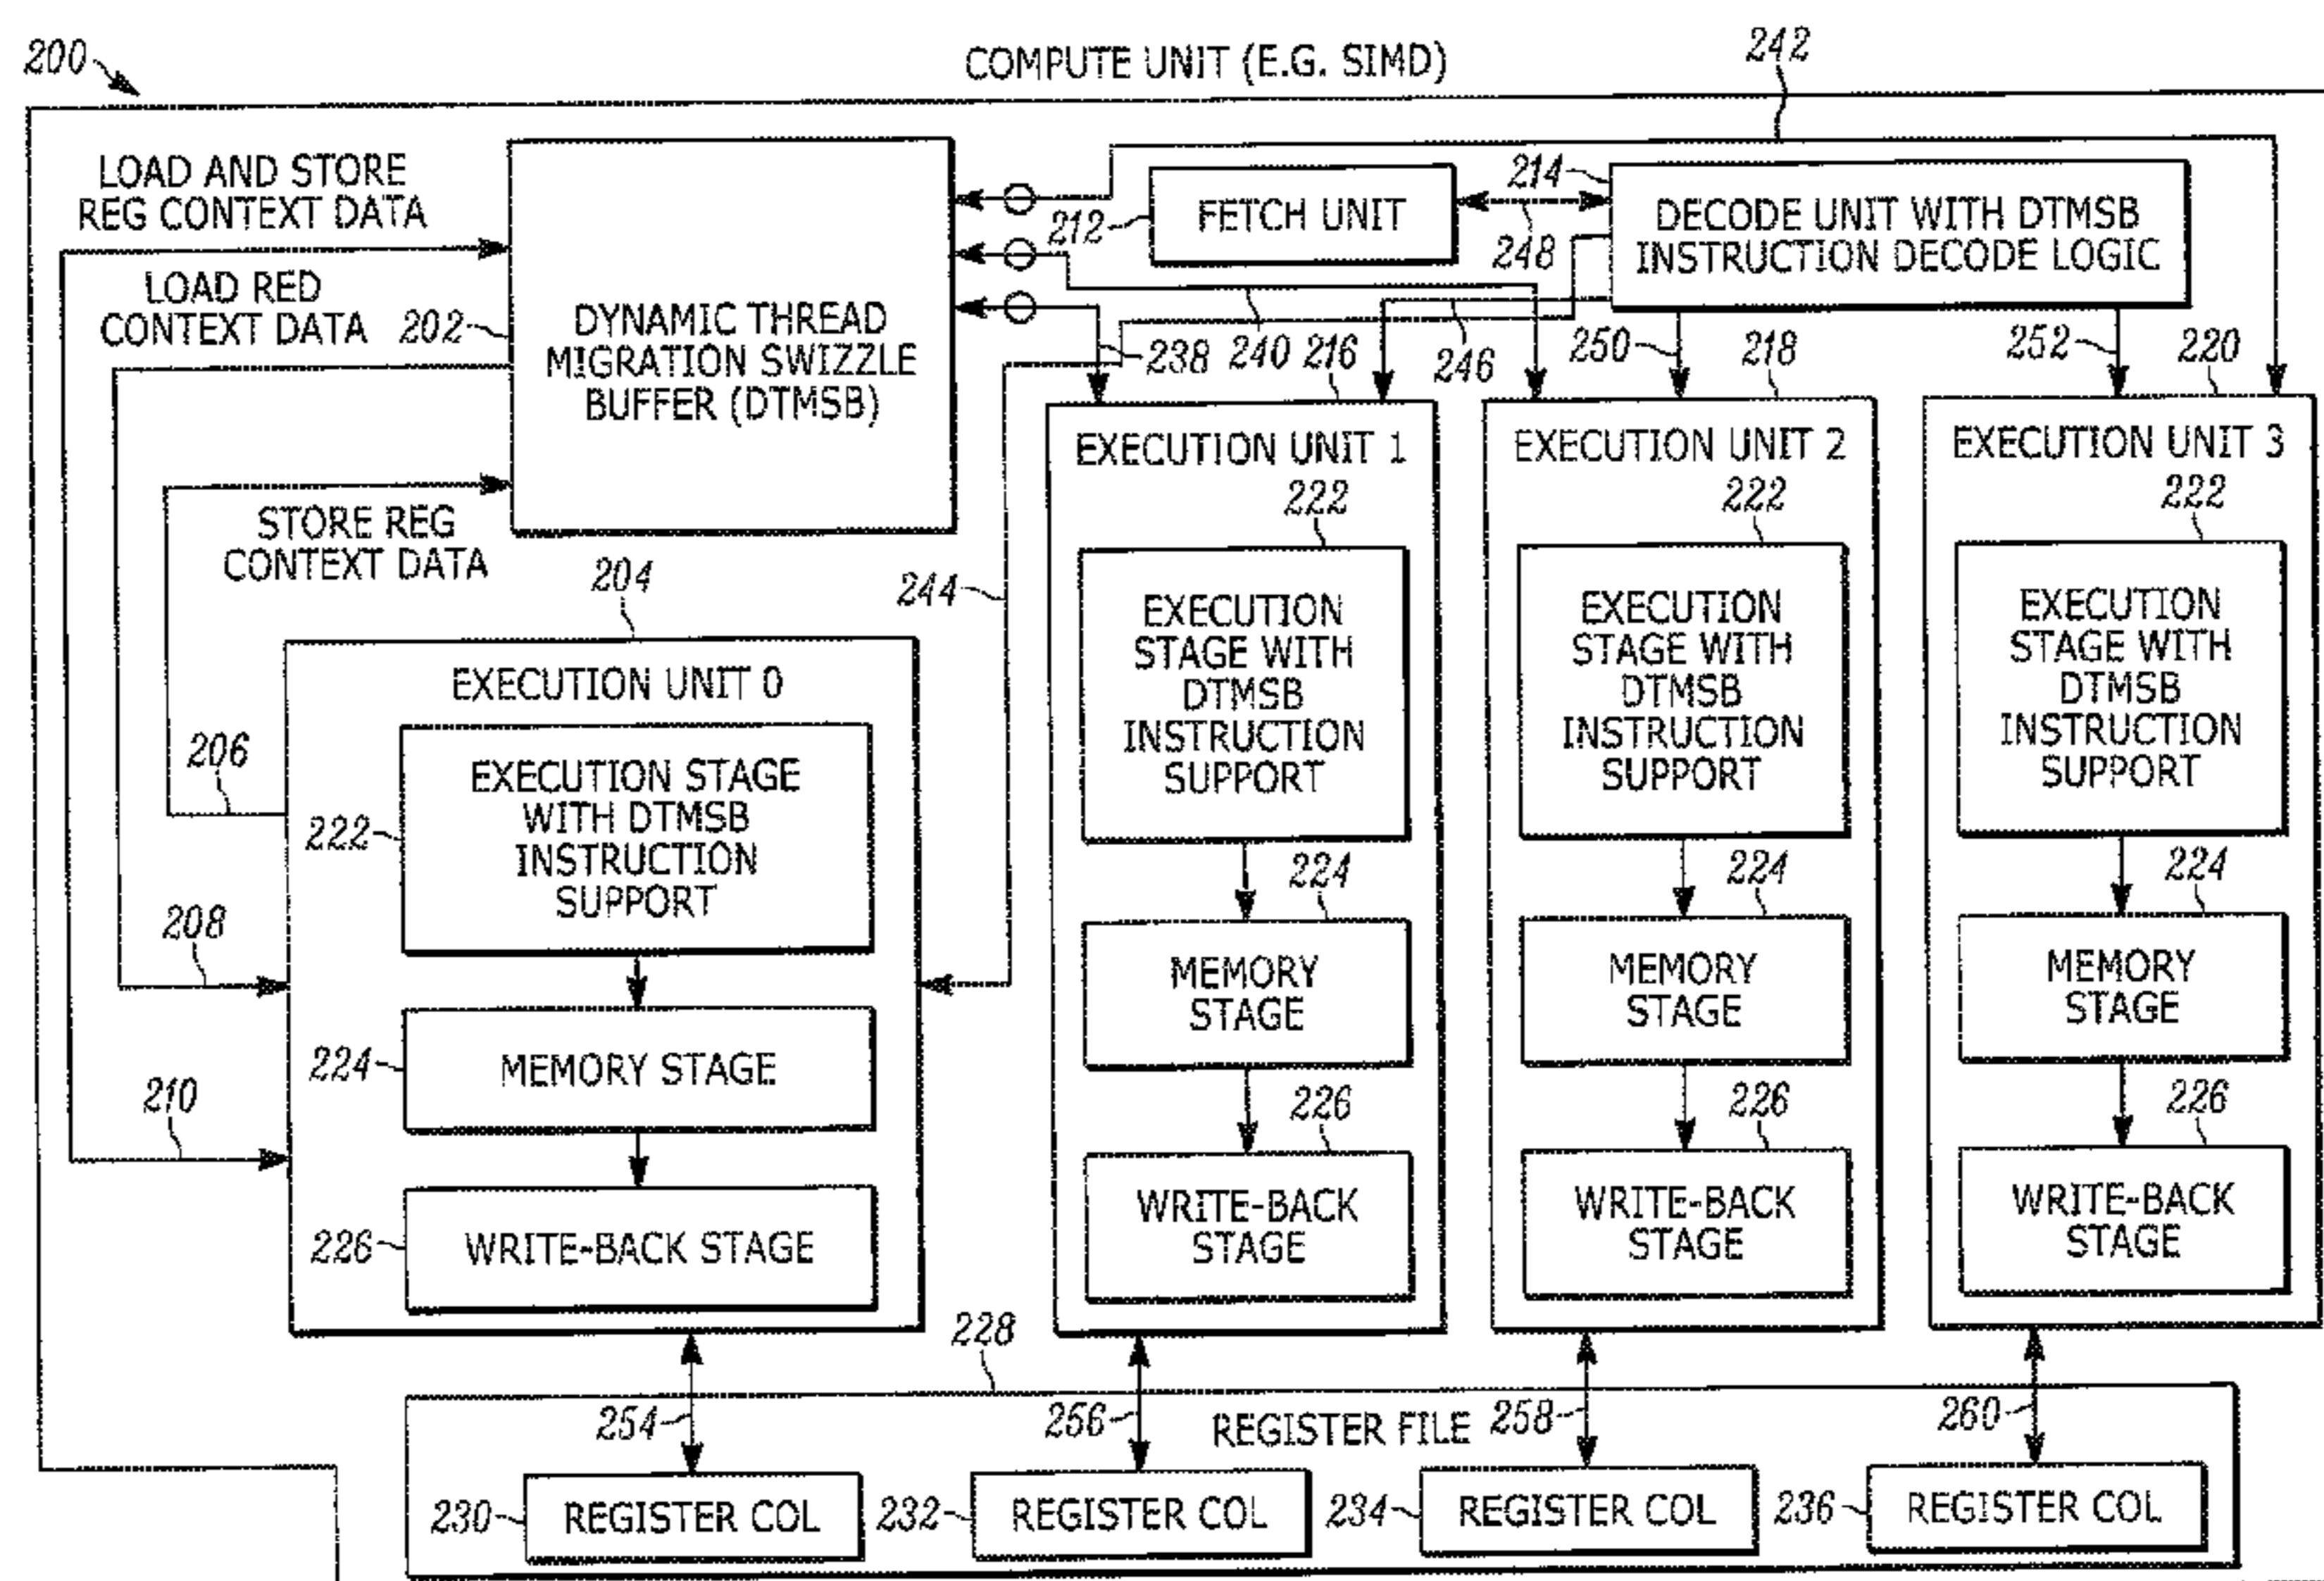 200
COMPUTE UNIT (E.G. SIMD)
242
LOAD AND STORE
REG CONTEXT DATA
LOAD RED
CONTEXT DATA
202
DYNAMIC THREAD
MIGRATION SWIZZLE
BUFFER (DTMSB)
212
FETCH UNIT
214
248
DECODE UNIT WITH DTMSB
INSTRUCTION DECODE LOGIC
238
240
216
246
250
218
252
220
STORE REG
CONTEXT DATA
204
244
206
208
210
EXECUTION UNIT 0
222
EXECUTION STAGE
WITH DTMSB
INSTRUCTION
SUPPORT
224
MEMORY STAGE
226
WRITE-BACK STAGE
EXECUTION UNIT 1
222
EXECUTION
STAGE WITH
DTMSB
INSTRUCTION
SUPPORT
224
MEMORY
STAGE
226
WRITE-BACK
STAGE
EXECUTION UNIT 2
222
EXECUTION
STAGE WITH
DTMSB
INSTRUCTION
SUPPORT
224
MEMORY
STAGE
226
WRITE-BACK
STAGE
EXECUTION UNIT 3
222
EXECUTION
STAGE WITH
DTMSB
INSTRUCTION
SUPPORT
224
MEMORY
STAGE
226
WRITE-BACK
STAGE
228
254
256
REGISTER FILE
258
260
230
REGISTER COL
232
REGISTER COL
234
REGISTER COL
236
REGISTER COL